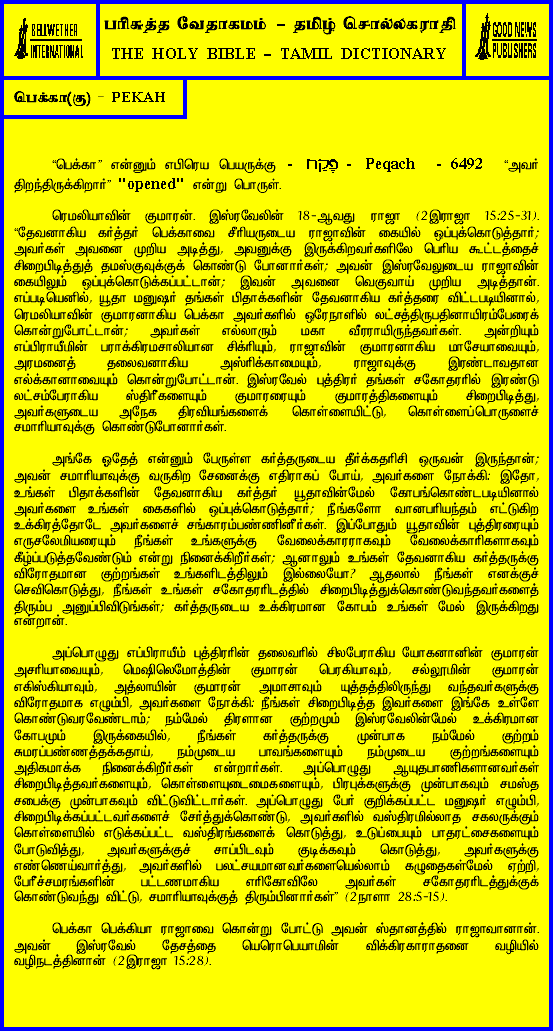 BELLWETHER
INTERNATIONAL
பரிசுத்த வேதாகமம் – தமிழ் சொல்லகராதி
THE HOLY BIBLE – TAMIL DICTIONARY
GOOD NEWS
PUBLISHERS
பெக்கா(கு) – PEKAH
“பெக்கா” என்னும் எபிரெய பெயருக்கு - פקח - Peqach - 6492 “அவர்
திறந்திருக்கிறார்” "opened" என்று பொருள்.
ரெமலியாவின் குமாரன். இஸ்ரவேலின் 18-ஆவது ராஜா (2இராஜா 15:25-31).
“தேவனாகிய கர்த்தர் பெக்காவை சீரியருடைய ராஜாவின் கையில் ஒப்புக்கொடுத்தார்;
அவர்கள் அவனை முறிய அடித்து, அவனுக்கு இருக்கிறவர்களிலே பெரிய கூட்டத்தைச்
சிறைபிடித்துத் தமஸ்குவுக்குக் கொண்டு போனார்கள்; அவன் இஸ்ரவேலுடைய ராஜாவின்
கையிலும் ஒப்புக்கொடுக்கப்பட்டான்; இவன் அவனை வெகுவாய் முறிய அடித்தான்.
எப்படியெனில், யூதா மனுஷர் தங்கள் பிதாக்களின் தேவனாகிய கர்த்தரை விட்டபடியினால்,
ரெமலியாவின் குமாரனாகிய பெக்கா அவர்களில் ஒரேநாளில் லட்சத்திருபதினாயிரம்பேரைக்
கொன்றுபோட்டான்; அவர்கள் எல்லாரும் மகா வீரராயிருந்தவர்கள். அன்றியும்
எப்பிராயீமின் பராக்கிரமசாலியான சிக்ரியும், ராஜாவின் குமாரனாகிய மாசேயாவையும்,
அரமனைத் தலைவனாகிய அஸ்ரிக்காமையும், ராஜாவுக்கு இரண்டாவதான
எல்க்கானாவையும் கொன்றுபோட்டான். இஸ்ரவேல் புத்திரர் தங்கள் சகோதரரில் இரண்டு
லட்சம்பேராகிய ஸ்திரீகளையும் குமாரரையும் குமாரத்திகளையும் சிறைபிடித்து,
அவர்களுடைய அநேக திரவியங்களைக் கொள்ளையிட்டு, கொள்ளைப்பொருளைச்
சமாரியாவுக்கு கொண்டுபோனார்கள்.
அங்கே ஓதேத் என்னும் பேருள்ள கர்த்தருடைய தீர்க்கதரிசி ஒருவன் இருந்தான்;
அவன் சமாரியாவுக்கு வருகிற சேனைக்கு எதிராகப் போய், அவர்களை நோக்கி: இதோ,
உங்கள் பிதாக்களின் தேவனாகிய கர்த்தர் யூதாவின்மேல் கோபங்கொண்டபடியினால்
அவர்களை உங்கள் கைகளில் ஒப்புக்கொடுத்தார்; நீங்களோ வானபரியந்தம் எட்டுகிற
உக்கிரத்தோடே அவர்களைச் சங்காரம்பண்ணினீர்கள். இப்போதும் யூதாவின் புத்திரரையும்
எருசலேமியரையும் நீங்கள் உங்களுக்கு வேலைக்காரராகவும் வேலைக்காரிகளாகவும்
கீழ்ப்படுத்தவேண்டும் என்று நினைக்கிறீர்கள்; ஆனாலும் உங்கள் தேவனாகிய கர்த்தருக்கு
விரோதமான குற்றங்கள் உங்களிடத்திலும் இல்லையோ? ஆதலால் நீங்கள் எனக்குச்
செவிகொடுத்து, நீங்கள் உங்கள் சகோதரரிடத்தில் சிறைபிடித்துக்கொண்டுவந்தவர்களைத்
திரும்ப அனுப்பிவிடுங்கள்; கர்த்தருடைய உக்கிரமான கோபம் உங்கள் மேல் இருக்கிறது
என்றான்.
அப்பொழுது எப்பிராயீம் புத்திரரின் தலைவரில் சிலபேராகிய யோகனானின் குமாரன்
அசரியாவையும், மெஷிலெமோத்தின் குமாரன் பெரகியாவும், சல்லூமின் குமாரன்
எகிஸ்கியாவும், அத்லாயின் குமாரன் அமாசாவும் யுத்தத்திலிருந்து வந்தவர்களுக்கு
விரோதமாக எழும்பி, அவர்களை நோக்கி: நீங்கள் சிறைபிடித்த இவர்களை இங்கே உள்ளே
கொண்டுவரவேண்டாம்; நம்மேல் திரளான குற்றமும் இஸ்ரவேலின்மேல் உக்கிரமான
கோபமும் இருக்கையில், நீங்கள் கர்த்தருக்கு முன்பாக நம்மேல் குற்றம்
சுமரப்பண்ணத்தக்கதாய், நம்முடைய பாவங்களையும் நம்முடைய குற்றங்களையும்
அதிகமாக்க நினைக்கிறீர்கள் என்றார்கள். அப்பொழுது ஆயுதபாணிகளானவர்கள்
சிறைபிடித்தவர்களையும், கொள்ளையுடைமைகளையும், பிரபுக்களுக்கு முன்பாகவும் சமஸ்த
சபைக்கு முன்பாகவும் விட்டுவிட்டார்கள். அப்பொழுது பேர் குறிக்கப்பட்ட மனுஷர் எழும்பி,
சிறைபிடிக்கப்பட்டவர்களைச் சேர்த்துக்கொண்டு, அவர்களில் வஸ்திரமில்லாத சகலருக்கும்
கொள்ளையில் எடுக்கப்பட்ட வஸ்திரங்களைக் கொடுத்து, உடுப்பையும் பாதரட்சைகளையும்
போடுவித்து, அவர்களுக்குச் சாப்பிடவும் குடிக்கவும் கொடுத்து, அவர்களுக்கு
எண்ணெய்வார்த்து, அவர்களில் பலட்சயமானவர்களையெல்லாம் கழுதைகள்மேல் ஏற்றி,
பேரீச்சமரங்களின் பட்டணமாகிய எரிகோவிலே அவர்கள் சகோதரரிடத்துக்குக்
கொண்டுவந்து விட்டு, சமாரியாவுக்குத் திரும்பினார்கள்” (2நாளா 28:5-15).
பெக்கா பெக்கியா ராஜாவை கொன்று போட்டு அவன் ஸ்தானத்தில் ராஜாவானான்.
அவன் இஸ்ரவேல் தேசத்தை யெரொபெயாமின் விக்கிரகாராதனை வழியில்
வழிநடத்தினான் (2இராஜா 15:28).